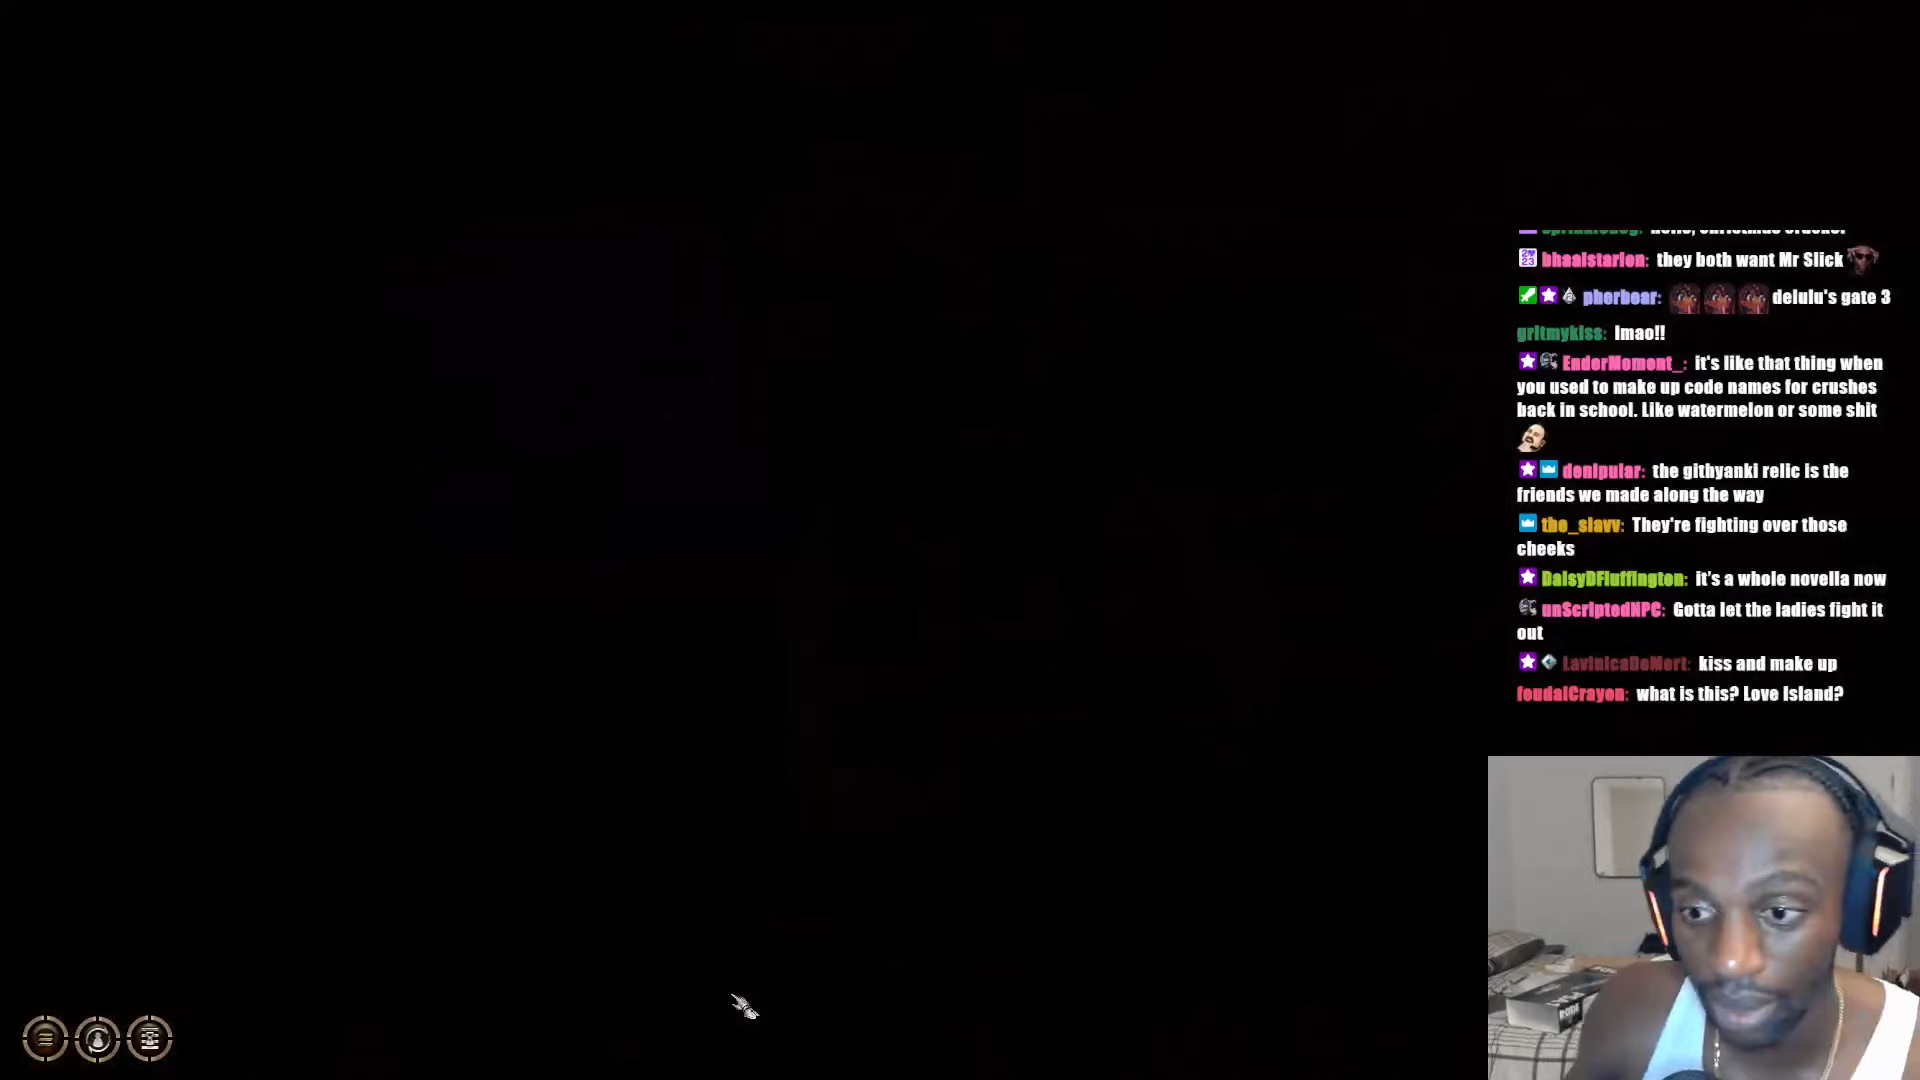 bhaalstarion: they both want Mr Slick
pherbear: delulu's gate 3
gritmykiss: lmao!!
EnderMoment_: it's like that thing when
you used to make up code names for crushes
back in school. Like watermelon or some shit
denipular: the githyanki relic is the
friends we made along the way
the_slavv: They're fighting over those
cheeks
DaisyDFluffington: it's a whole novella now
unScriptedNPC: Gotta let the ladies fight it
out
LavinicaDeMort: kiss and make up
feudalCrayon: what is this? Love Island?